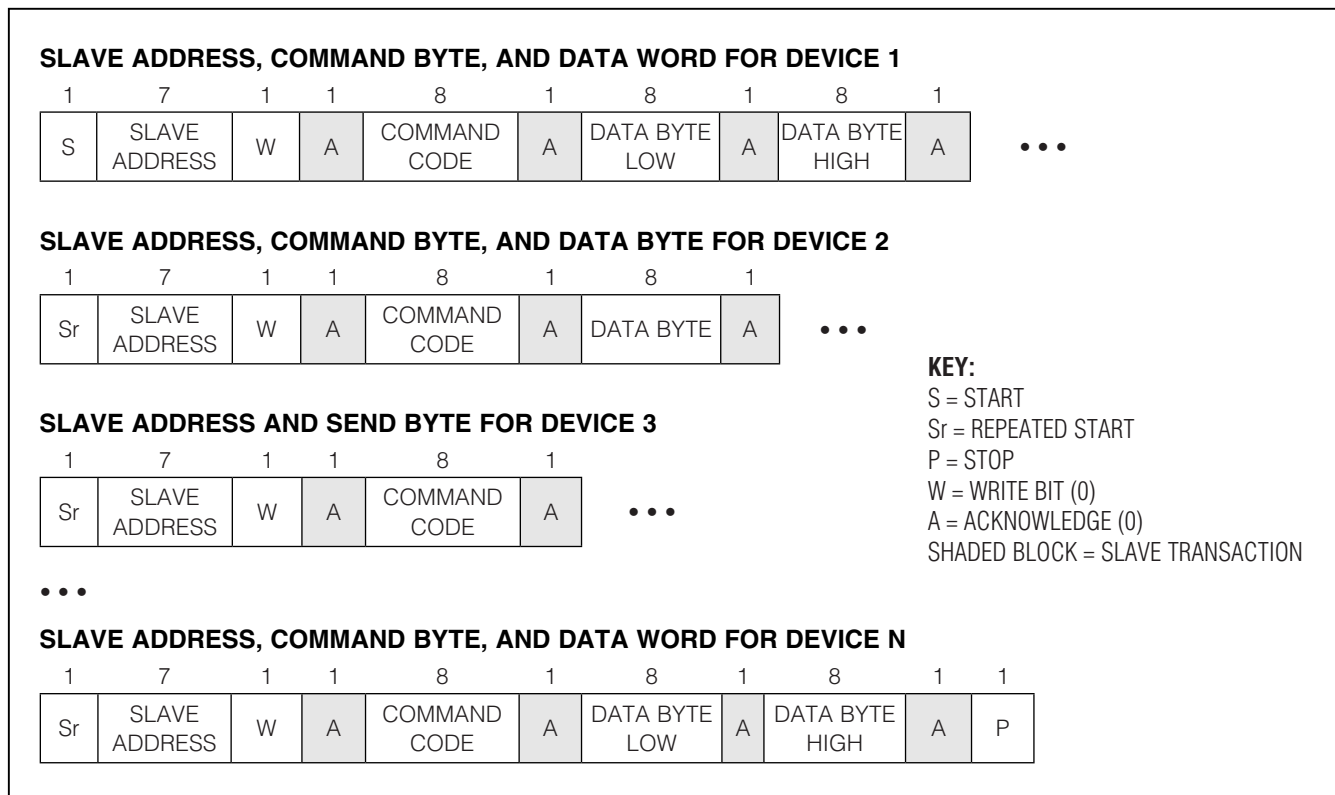 SLAVE ADDRESS, COMMAND BYTE, AND DATA WORD FOR DEVICE 1
1 7 1 1 8 1 8 1 8 1
S SLAVE ADDRESS W A COMMAND CODE A DATA BYTE LOW A DATA BYTE HIGH A •••
SLAVE ADDRESS, COMMAND BYTE, AND DATA BYTE FOR DEVICE 2
1 7 1 1 8 1 8 1
Sr SLAVE ADDRESS W A COMMAND CODE A DATA BYTE A •••
KEY:
S = START
Sr = REPEATED START
P = STOP
W = WRITE BIT (0)
A = ACKNOWLEDGE (0)
SHADED BLOCK = SLAVE TRANSACTION
SLAVE ADDRESS AND SEND BYTE FOR DEVICE 3
1 7 1 1 8 1
Sr SLAVE ADDRESS W A COMMAND CODE A •••
•••
SLAVE ADDRESS, COMMAND BYTE, AND DATA WORD FOR DEVICE N
1 7 1 1 8 1 8 1 8 1 1
Sr SLAVE ADDRESS W A COMMAND CODE A DATA BYTE LOW A DATA BYTE HIGH A P